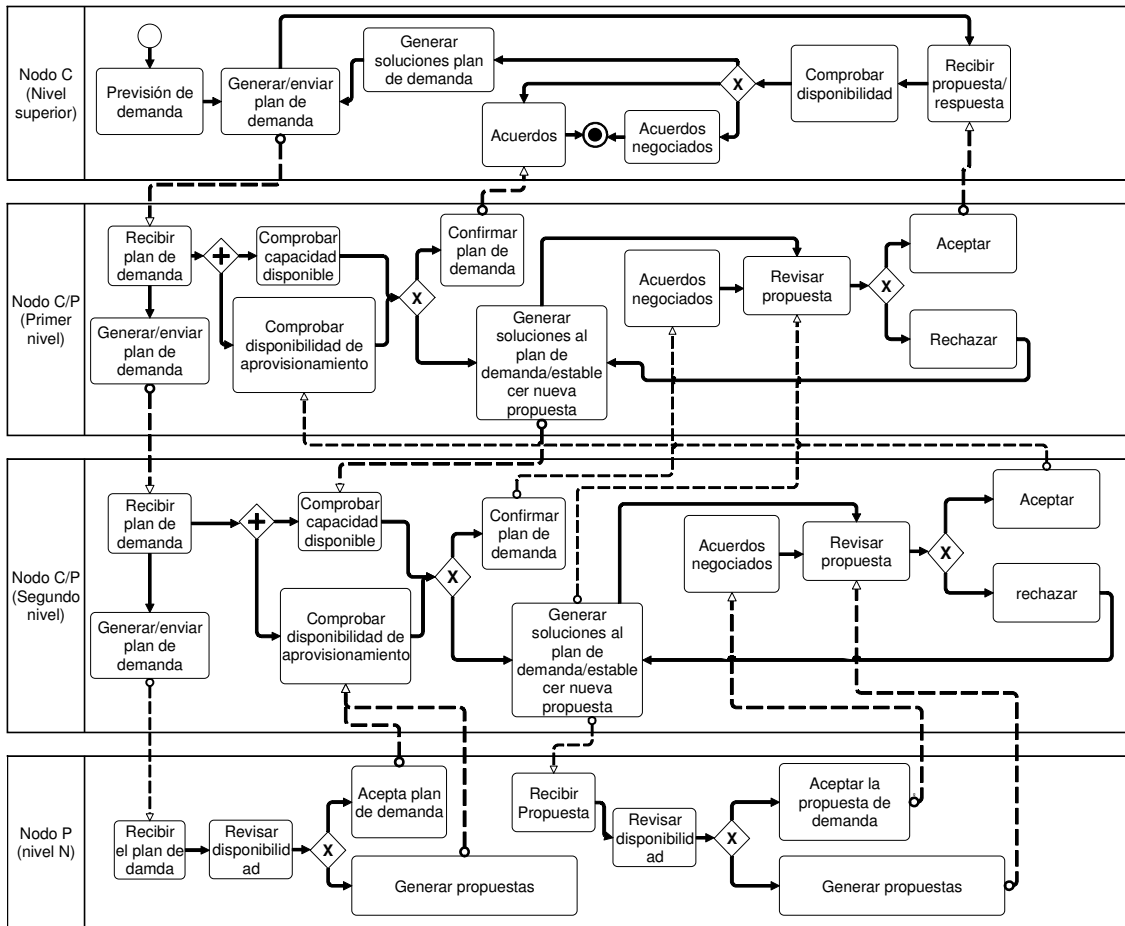 Nodo C
(Nivel
superior)
Previsión de
demanda
Generar/enviar
plan de
demanda
Generar
soluciones plan
de demanda
Acuerdos
X
Acuerdos
negociados
Comprobar
disponibilidad
Recibir
propuesta/
respuesta
Nodo C/P
(Primer
nivel)
Recibir
plan de
demanda
Generar/enviar
plan de
demanda
Comprobar
capacidad
disponible
Comprobar
disponibilidad de
aprovisionamiento
X
Confirmar
plan de
demanda
Generar
soluciones al
plan de
demanda/estable
cer nueva
propuesta
Acuerdos
negociados
Revisar
propuesta
X
Aceptar
Rechazar
Nodo C/P
(Segundo
nivel)
Recibir
plan de
demanda
Generar/enviar
plan de
demanda
Comprobar
capacidad
disponible
Comprobar
disponibilidad de
aprovisionamiento
X
Confirmar
plan de
demanda
Generar
soluciones al
plan de
demanda/estable
cer nueva
propuesta
Acuerdos
negociados
Revisar
propuesta
X
Aceptar
rechazar
Nodo P
(nivel N)
Recibir
el plan de
damda
Revisar
disponibilid
ad
X
Acepta plan
de demanda
Generar propuestas
Recibir
Propuesta
Revisar
disponibilid
ad
X
Aceptar la
propuesta de
demanda
Generar propuestas